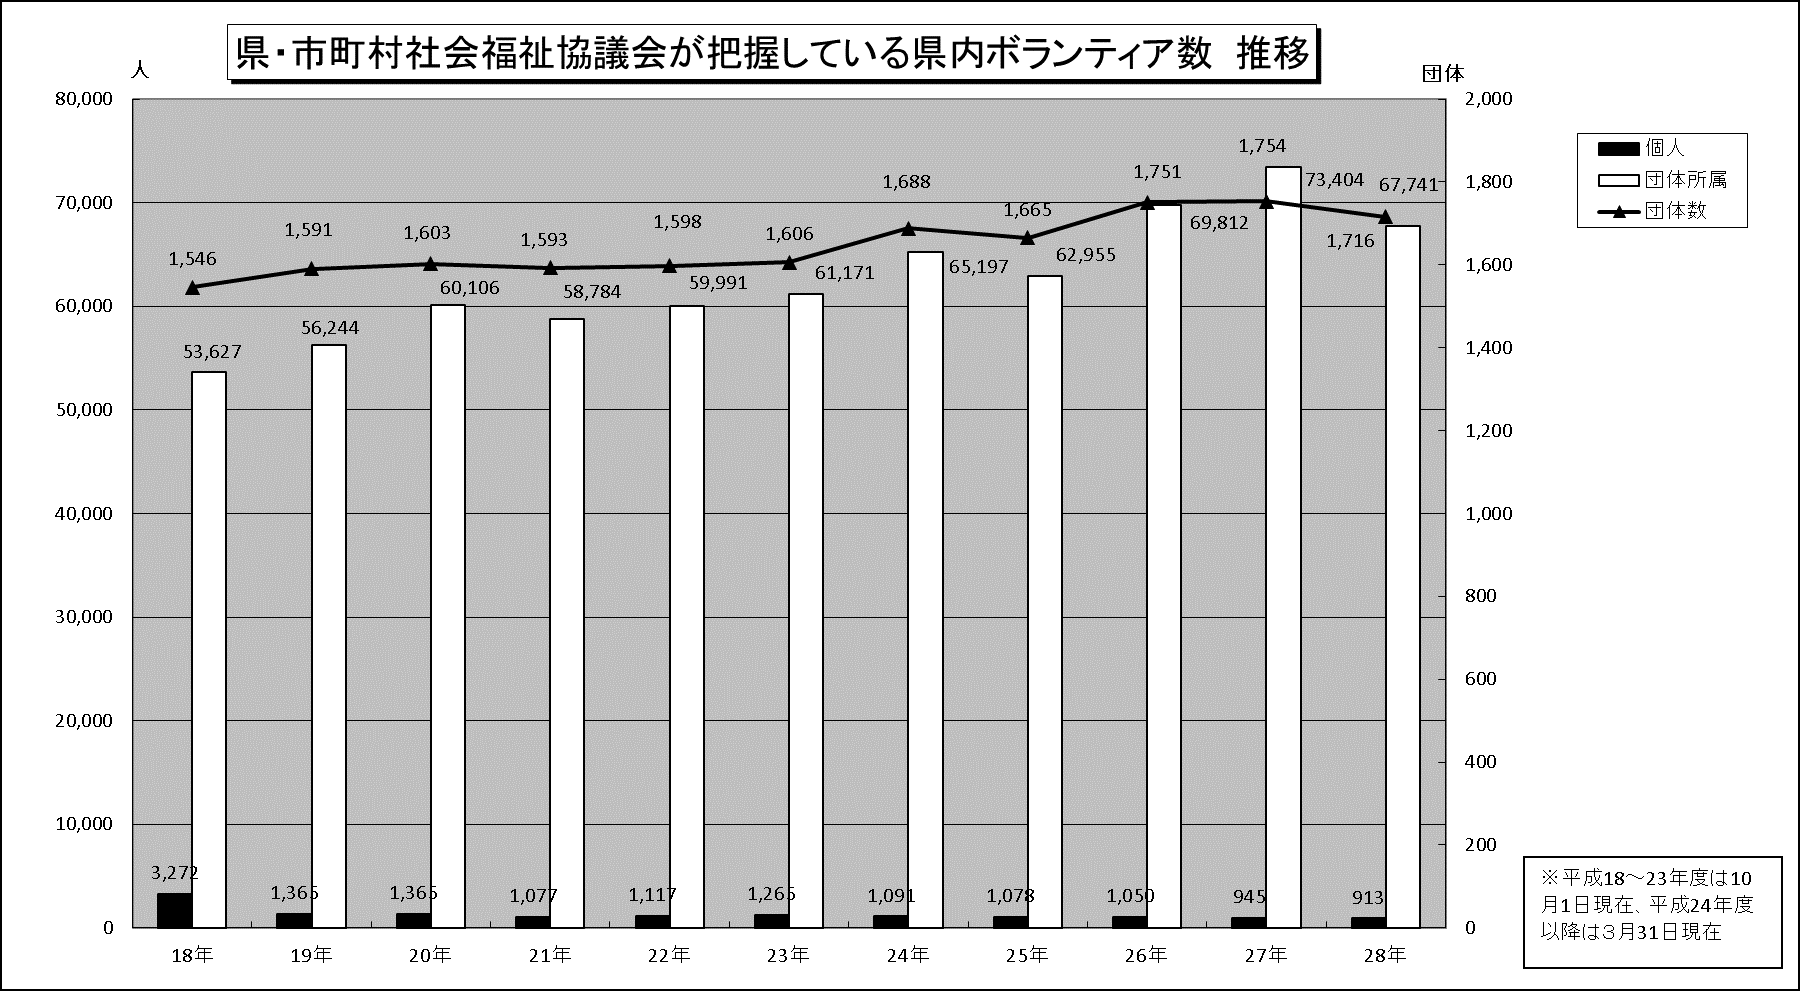 県・市町村社会福祉協議会が把握している県内ボランティア数　推移
人
団体
80,000
70,000
60,000
50,000
40,000
30,000
20,000
10,000
0
2,000
1,800
1,600
1,400
1,200
1,000
800
600
400
200
0
個人
団体所属
団体数
1,546
1,591
1,603
1,593
1,598
1,606
1,688
1,665
1,751
1,754
1,716
53,627
56,244
60,106
58,784
59,991
61,171
65,197
62,955
69,812
73,404
67,741
3,272
1,365
1,365
1,077
1,117
1,265
1,091
1,078
1,050
945
913
18年
19年
20年
21年
22年
23年
24年
25年
26年
27年
28年
※平成18～23年度は10
月1日現在、平成24年度
以降は３月31日現在